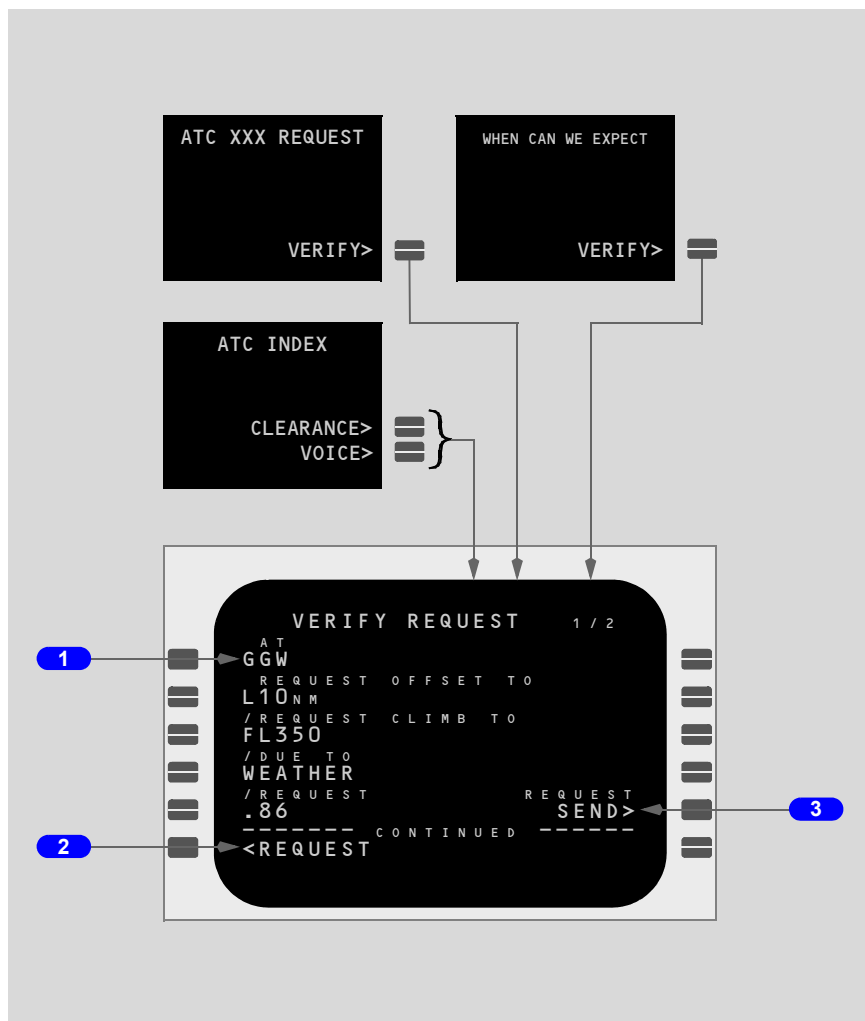 ATC XXX REQUEST
VERIFY>
WHEN CAN WE EXPECT
VERIFY>
ATC INDEX
CLEARANCE>
VOICE>
VERIFY REQUEST 1/2
AT
1 GGW
REQUEST OFFSET TO
L10NM
/REQUEST CLIMB TO
FL350
/DUE TO
WEATHER
/REQUEST REQUEST
.86 SEND> 3
------- CONTINUED ------
2 <REQUEST